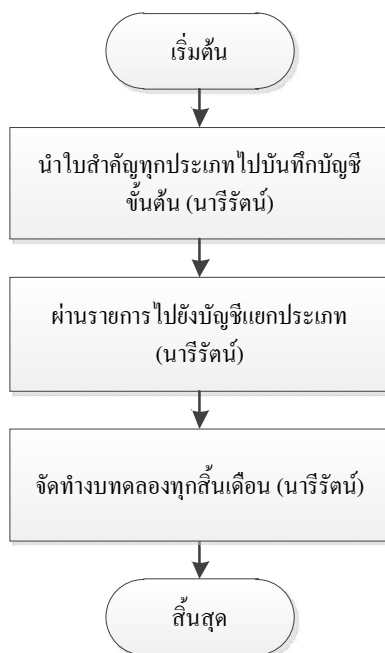 เริ่มต้น
นำใบสำคัญทุกประเภทไปบันทึกบัญชี
ขั้นต้น (นารีรัตน์)
ผ่านรายการไปยังบัญชีแยกประเภท
(นารีรัตน์)
จัดทำงบทดลองทุกสิ้นเดือน (นารีรัตน์)
สิ้นสุด